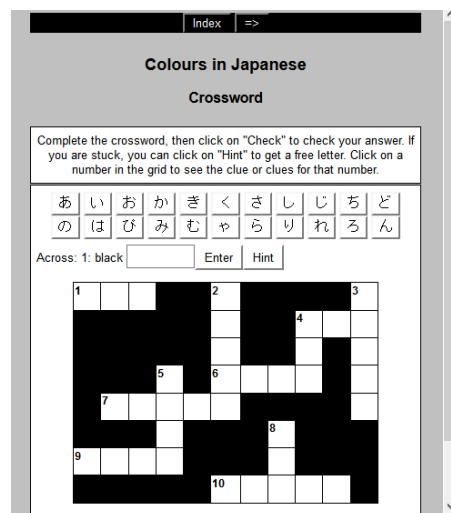 Index =>
Colours in Japanese
Crossword
Complete the crossword, then click on "Check" to check your answer. If
you are stuck, you can click on "Hint" to get a free letter. Click on a
number in the grid to see the clue or clues for that number.
あ い お か き く さ し じ ち ど
の は び み む ゃ ら り れ ろ ん
Across: 1: black Enter Hint
1 2 3
4
5 6
7
8
9
10